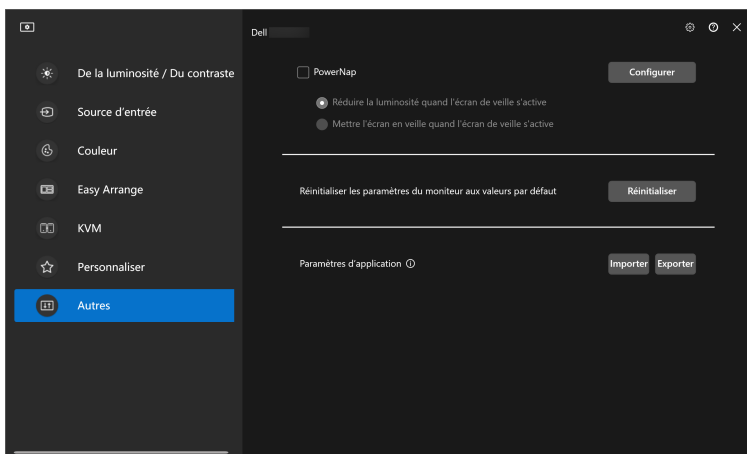 Dell
De la luminosité / Du contraste
Source d'entrée
Couleur
Easy Arrange
KVM
Personnaliser
Autres
PowerNap
Configurer
Réduire la luminosité quand l'écran de veille s'active
Mettre l'écran en veille quand l'écran de veille s'active
Réinitialiser les paramètres du moniteur aux valeurs par défaut
Réinitialiser
Paramètres d'application
Importer
Exporter